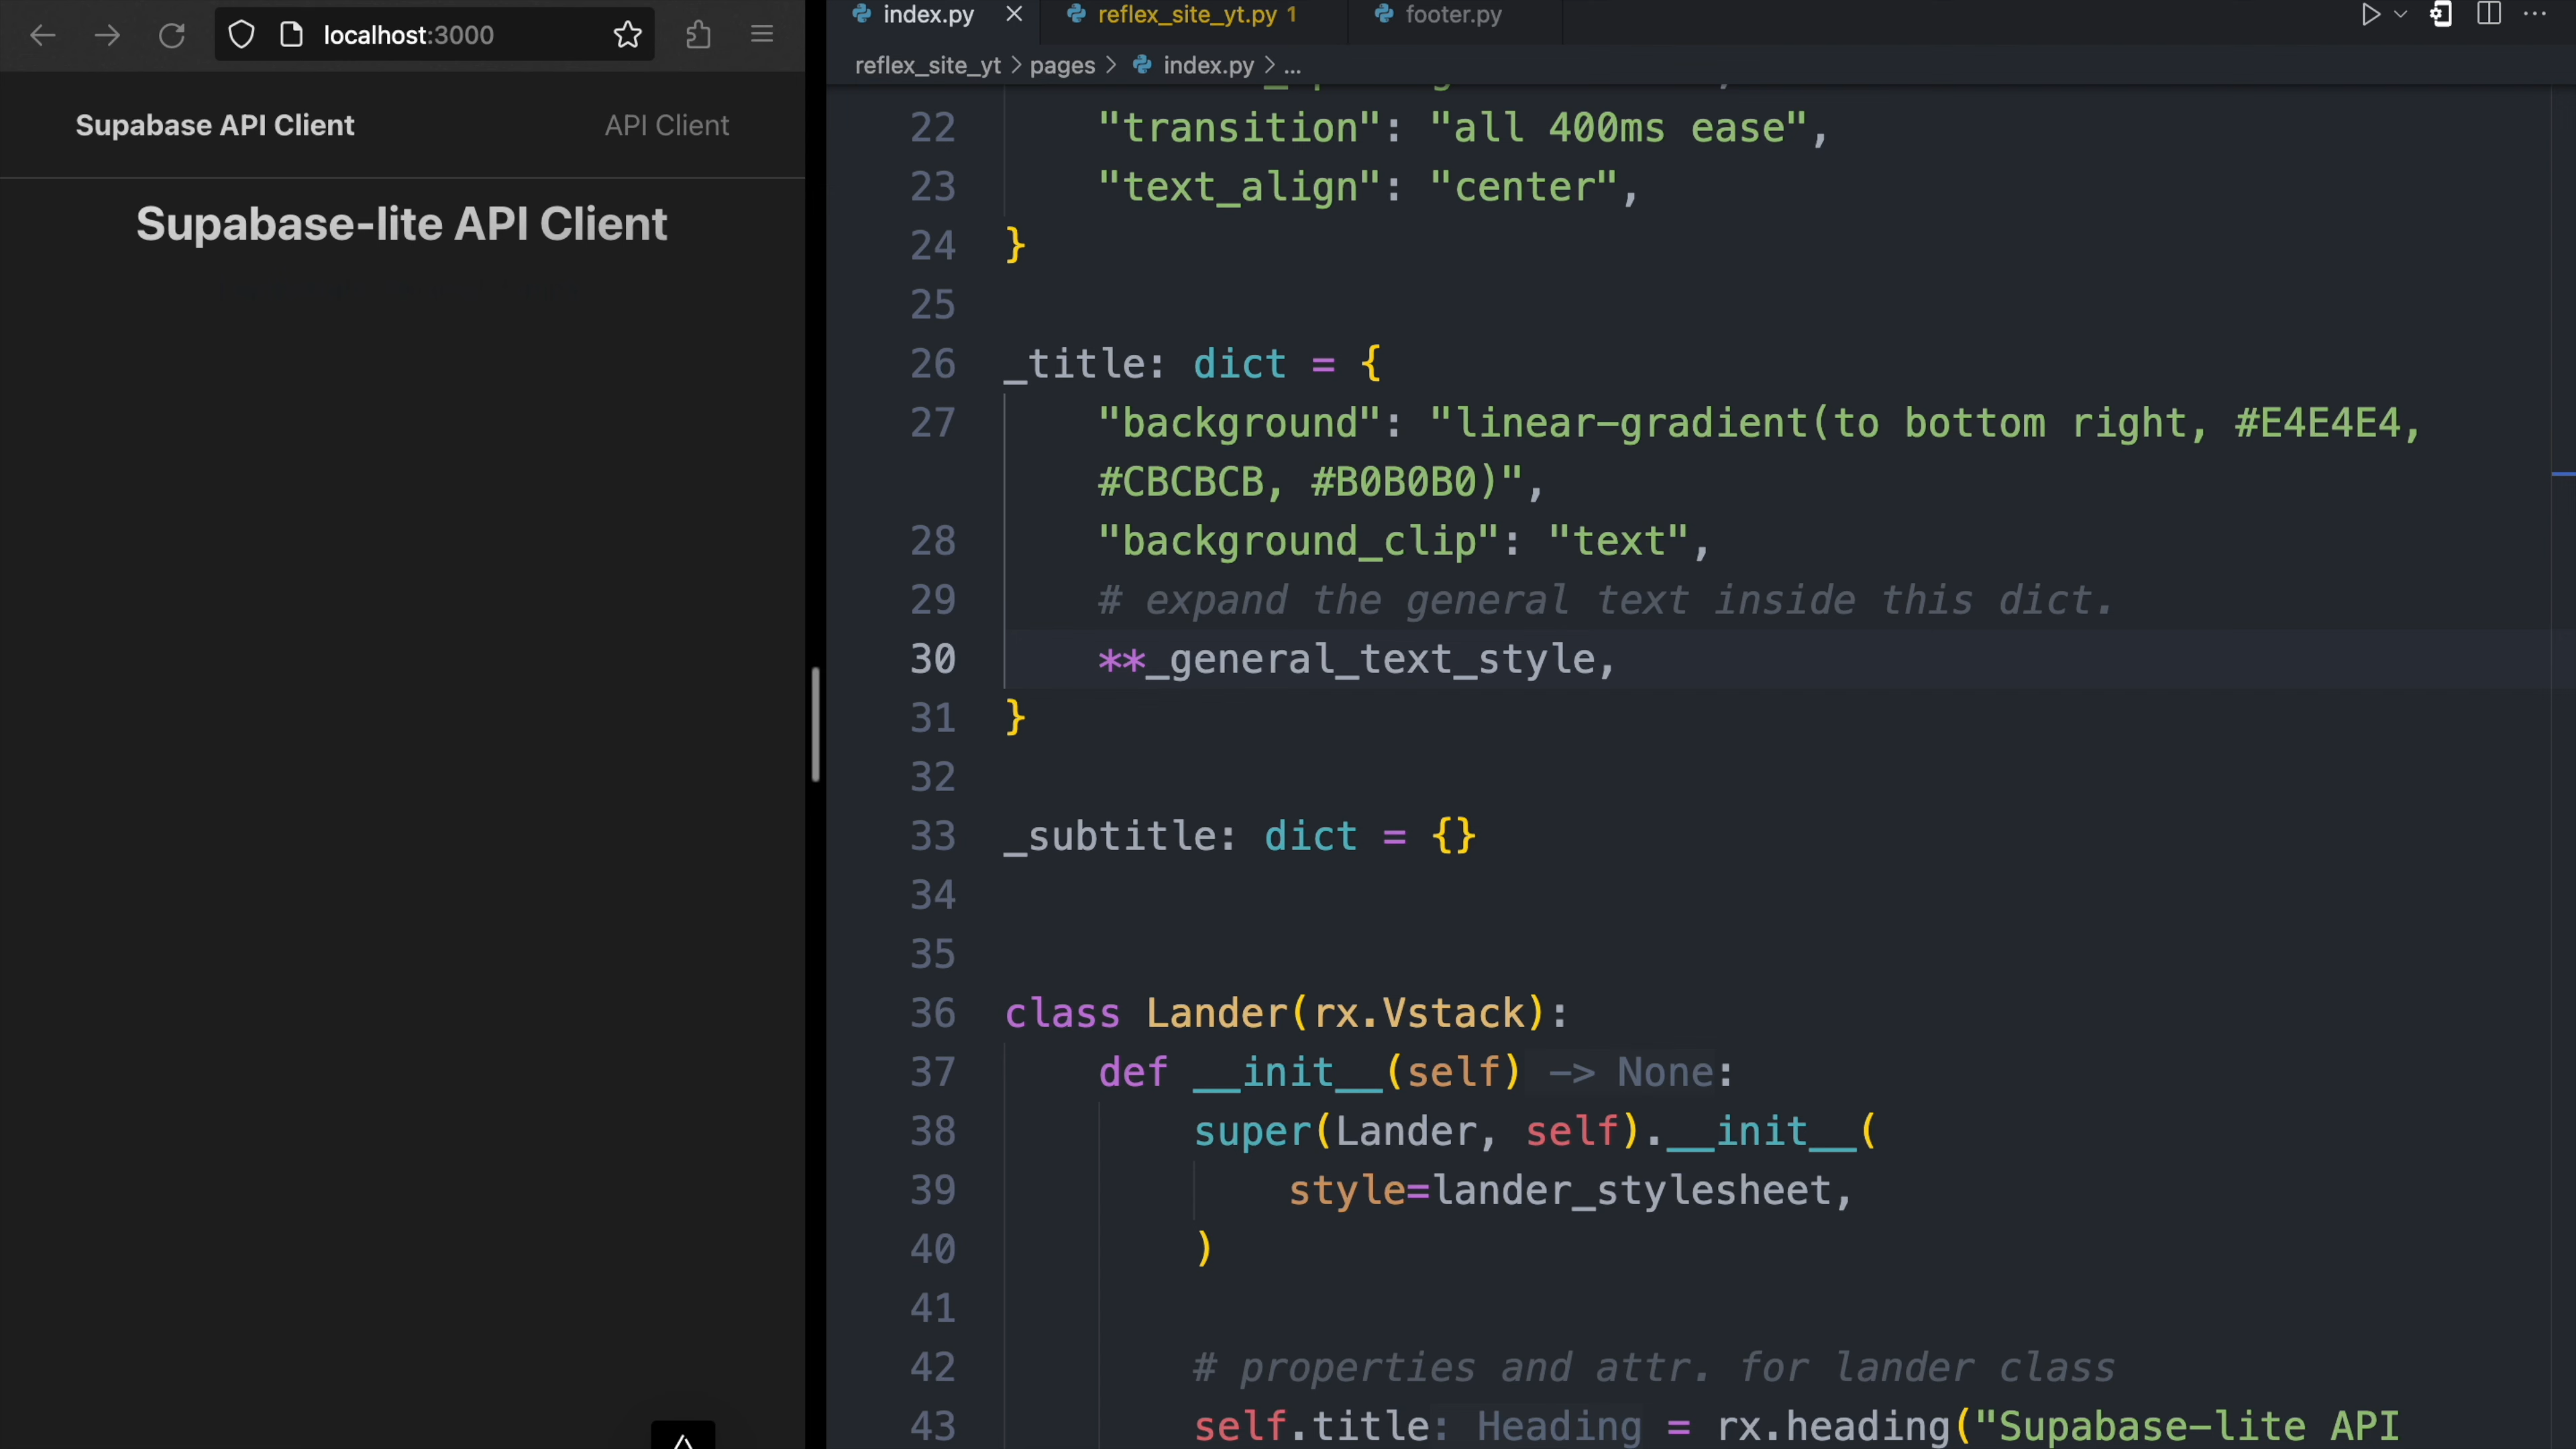 localhost:3000
Supabase API Client
API Client
Supabase-lite API Client
index.py
reflex_site_yt.py 1
footer.py
reflex_site_yt > pages > index.py > ...
22 "transition": "all 400ms ease",
23 "text_align": "center",
24 }
25
26 _title: dict = {
27 "background": "linear-gradient(to bottom right, #E4E4E4,
#CBCBCB, #B0B0B0)",
28 "background_clip": "text",
29 # expand the general text inside this dict.
30 **_general_text_style,
31 }
32
33 _subtitle: dict = {}
34
35
36 class Lander(rx.Vstack):
37 def __init__(self) -> None:
38 super(Lander, self).__init__(
39 style=lander_stylesheet,
40 )
41
42 # properties and attr. for lander class
43 self.title: Heading = rx.heading("Supabase-lite API